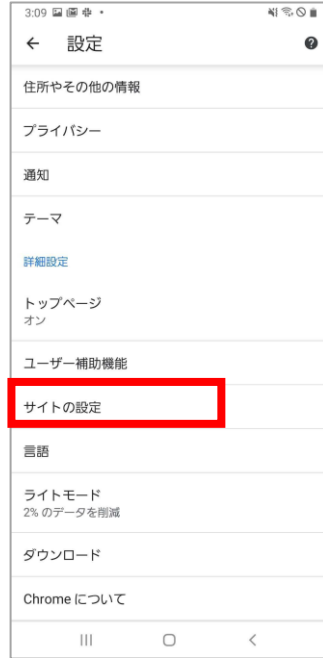 3:09
設定
住所やその他の情報
プライバシー
通知
テーマ
詳細設定
トップページ
オン
ユーザー補助機能
サイトの設定
言語
ライトモード
2% のデータを削減
ダウンロード
Chrome について